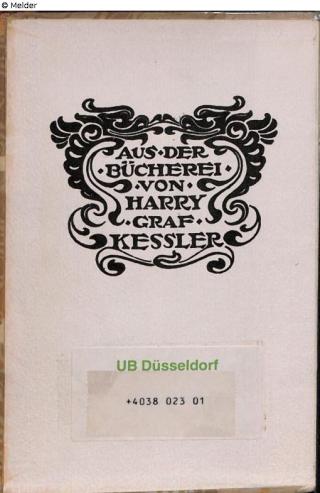 © Melder
AUS·DER
·BÜCHEREI·
·VON·
HARRY
·GRAF·
KESSLER
UB Düsseldorf
+4038 023 01